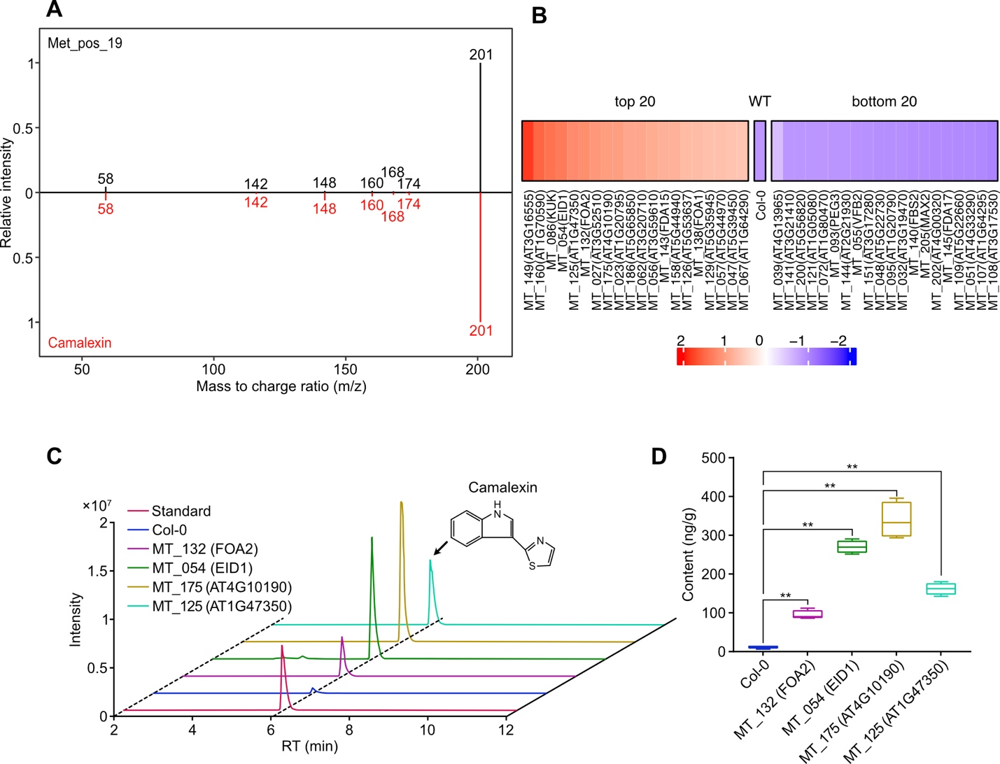 A
Met_pos_19
201
1
0.5
0
0.5
1
58
142
148
160
168
174
58
142
148
160
168
174
201
Camalexin
50
100
150
200
Relative intensity
Mass to charge ratio (m/z)
B
top 20
WT
bottom 20
MT_149(AT3G16555)
MT_160(AT1G70590)
MT_086(KUK)
MT_054(EID1)
MT_125(AT1G47350)
MT_132(FOA2)
MT_027(AT3G52510)
MT_175(AT4G10190)
MT_023(AT1G20795)
MT_186(AT5G65850)
MT_062(AT3G20710)
MT_056(AT3G59610)
MT_143(FDA15)
MT_158(AT5G44940)
MT_126(AT5G53637)
MT_138(FOA1)
MT_129(AT5G35945)
MT_057(AT5G44970)
MT_047(AT5G39450)
MT_067(AT1G64290)
Col-0
MT_039(AT4G13965)
MT_141(AT3G21410)
MT_200(AT5G56820)
MT_121(AT1G05080)
MT_072(AT1G80470)
MT_093(PEG3)
MT_144(AT2G21930)
MT_055(VFB2)
MT_151(AT3G17280)
MT_048(AT5G22730)
MT_095(AT1G20790)
MT_032(AT3G19470)
MT_140(FBS2)
MT_205(MAX2)
MT_202(AT4G00320)
MT_145(FDA17)
MT_109(AT5G22660)
MT_051(AT4G33290)
MT_107(AT1G64295)
MT_108(AT3G17530)
2 1 0 −1 −2
C
×10⁷
2
1.5
1
0.5
0
Intensity
Standard
Col-0
MT_132 (FOA2)
MT_054 (EID1)
MT_175 (AT4G10190)
MT_125 (AT1G47350)
Camalexin
H
N
N
S
2 4 6 8 10 12
RT (min)
D
500
400
300
200
100
0
Content (ng/g)
**
**
**
**
Col-0
MT_132 (FOA2)
MT_054 (EID1)
MT_175 (AT4G10190)
MT_125 (AT1G47350)